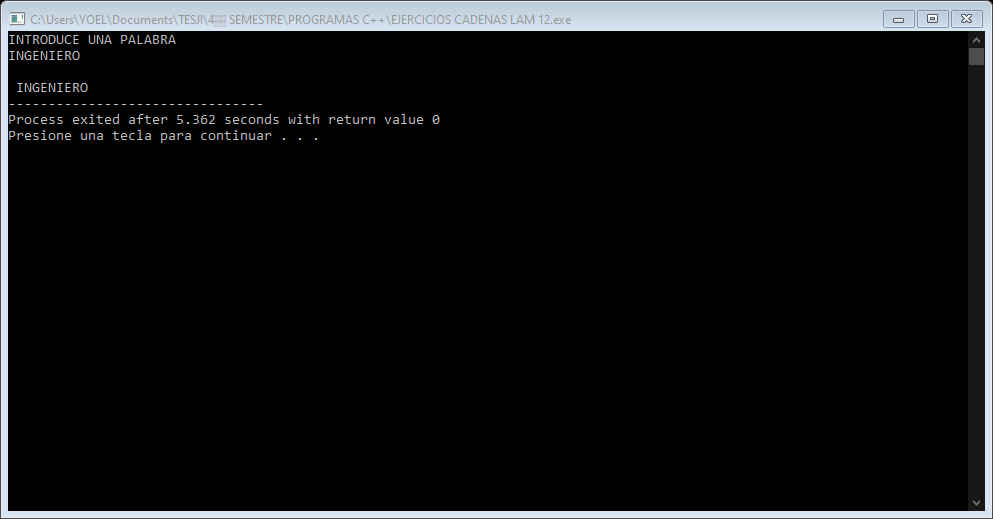 C:\Users\YOEL\Documents\TESJI\4 SEMESTRE\PROGRAMAS C++\EJERCICIOS CADENAS LAM 12.exe
INTRODUCE UNA PALABRA
INGENIERO
INGENIERO
--------------------------------
Process exited after 5.362 seconds with return value 0
Presione una tecla para continuar . . .